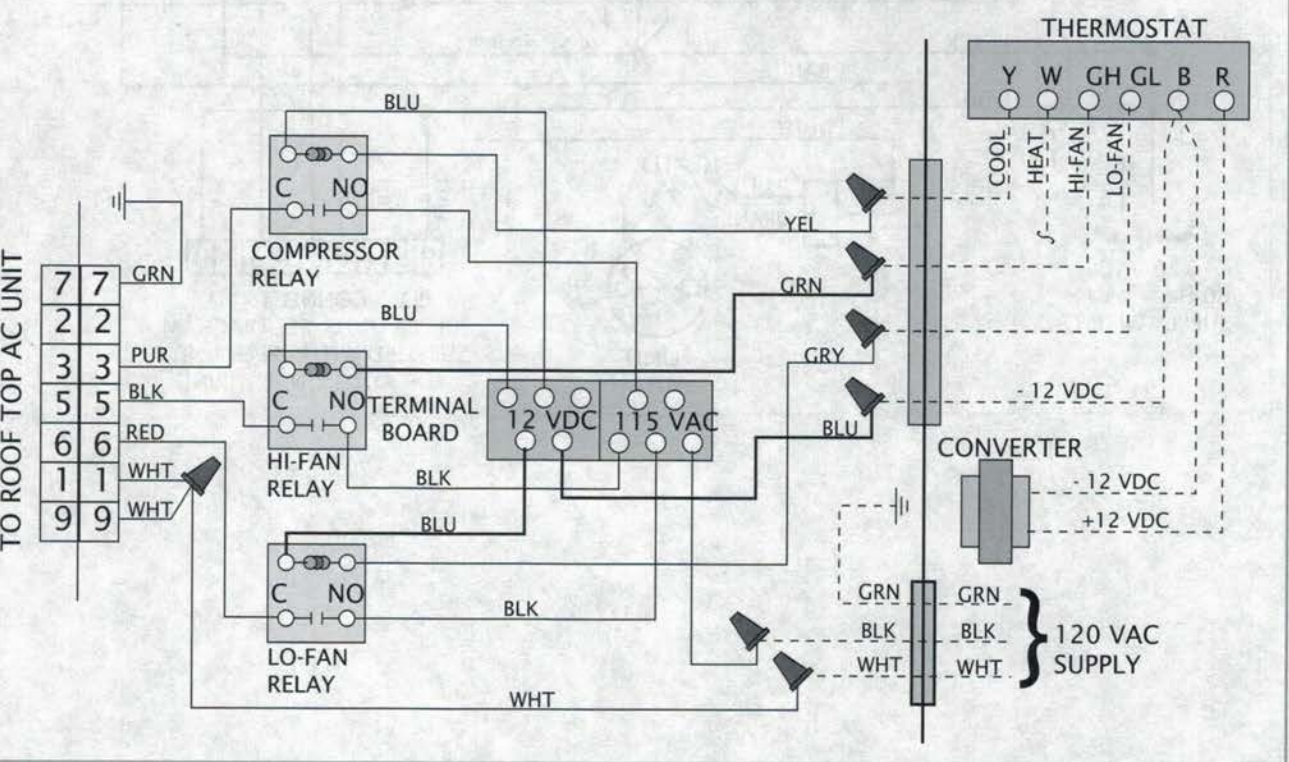 THERMOSTAT
Y W GH GL B R
COOL
HEAT
HI-FAN
LO-FAN
BLU
C NO
COMPRESSOR
RELAY
YEL
TO ROOF TOP AC UNIT
7 7
2 2
3 3
5 5
6 6
1 1
9 9
GRN
PUR
BLK
RED
WHT
WHT
BLU
C NO
HI-FAN
RELAY
TERMINAL
BOARD
12 VDC
115 VAC
GRN
GRY
BLU
- 12 VDC
CONVERTER
- 12 VDC
+12 VDC
BLK
BLU
C NO
LO-FAN
RELAY
BLK
WHT
GRN GRN
BLK BLK
WHT WHT
120 VAC
SUPPLY